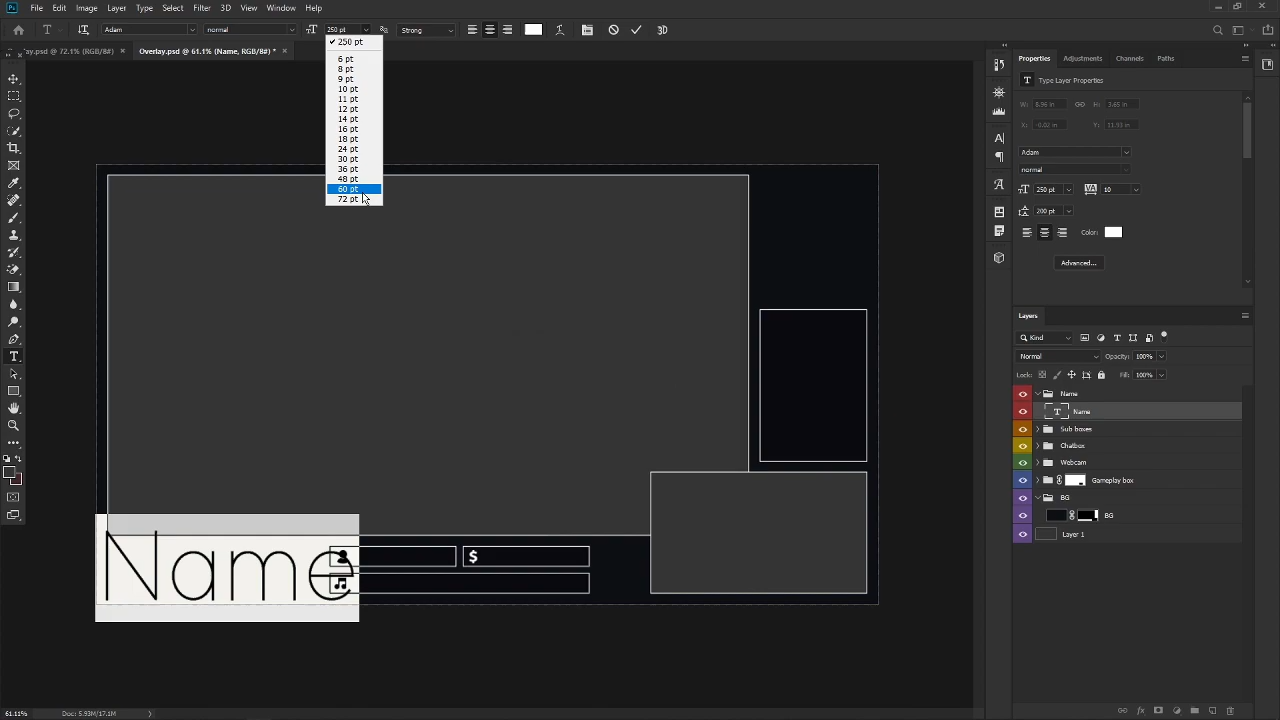 Ps File Edit Image Layer Type Select Filter 3D View Window Help
Adam normal 250 pt Strong 3D
ay.psd @ 72.1% (RGB/8#) × Overlay.psd @ 61.1% (Name, RGB/8#) * ×
250 pt
6 pt
8 pt
9 pt
10 pt
11 pt
12 pt
14 pt
16 pt
18 pt
24 pt
30 pt
36 pt
48 pt
60 pt
72 pt
Name
$
Properties Adjustments Channels Paths
T Type Layer Properties
W: 8.96 in H: 3.65 in
X: -0.02 in Y: 11.93 in
Adam
normal
250 pt VA 10
200 pt
Color:
Advanced...
Layers
Kind
Normal Opacity: 100%
Lock: Fill: 100%
Name
T Name
Sub boxes
Chatbox
Webcam
Gameplay box
BG
BG
Layer 1
fx
61.11% Doc: 5.93M/17.1M